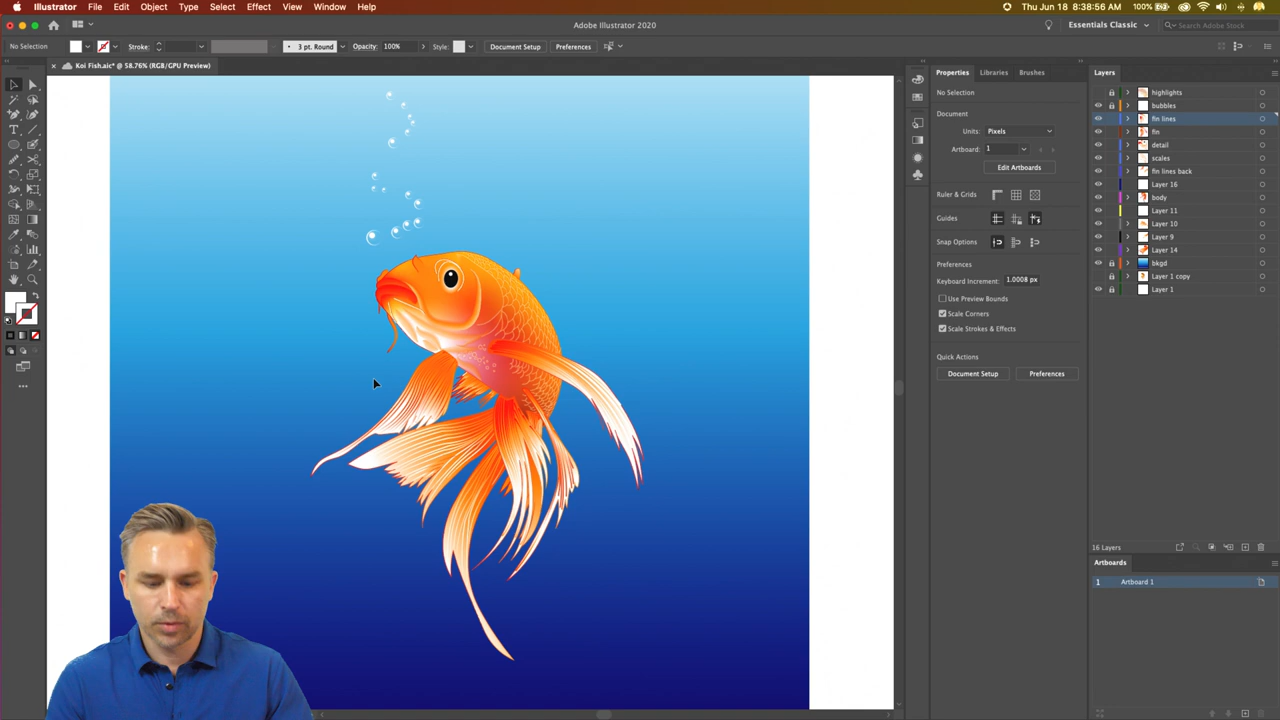 Illustrator File Edit Object Type Select Effect View Window Help
Thu Jun 18 8:38:56 AM 100%
Adobe Illustrator 2020
Essentials Classic
Search Adobe Stock
No Selection
Stroke:
3 pt. Round
Opacity: 100%
Style:
Document Setup
Preferences
Koi Fish.aic* @ 58.76% (RGB/GPU Preview)
Properties Libraries Brushes
No Selection
Document
Units: Pixels
Artboard: 1
Edit Artboards
Ruler & Grids
Guides
Snap Options
Preferences
Keyboard Increment: 1.0008 px
Use Preview Bounds
Scale Corners
Scale Strokes & Effects
Quick Actions
Document Setup Preferences
Layers
highlights
bubbles
fin lines
fin
detail
scales
fin lines back
Layer 16
body
Layer 11
Layer 10
Layer 9
Layer 14
bkgd
Layer 1 copy
Layer 1
16 Layers
Artboards
1 Artboard 1